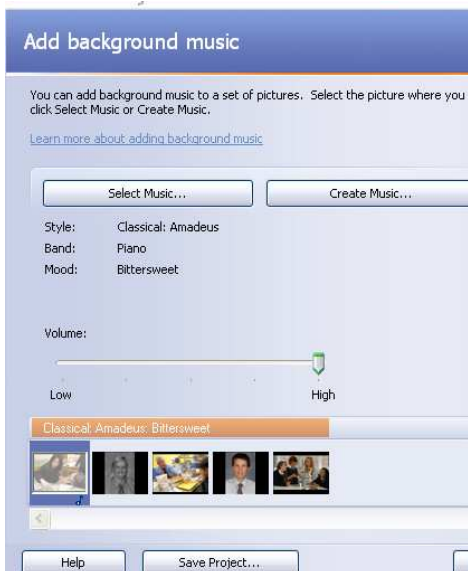 Add background music
You can add background music to a set of pictures. Select the picture where you
click Select Music or Create Music.
Learn more about adding background music
Select Music... Create Music...
Style: Classical: Amadeus
Band: Piano
Mood: Bittersweet
Volume:
Low High
Classical: Amadeus: Bittersweet
Help Save Project...